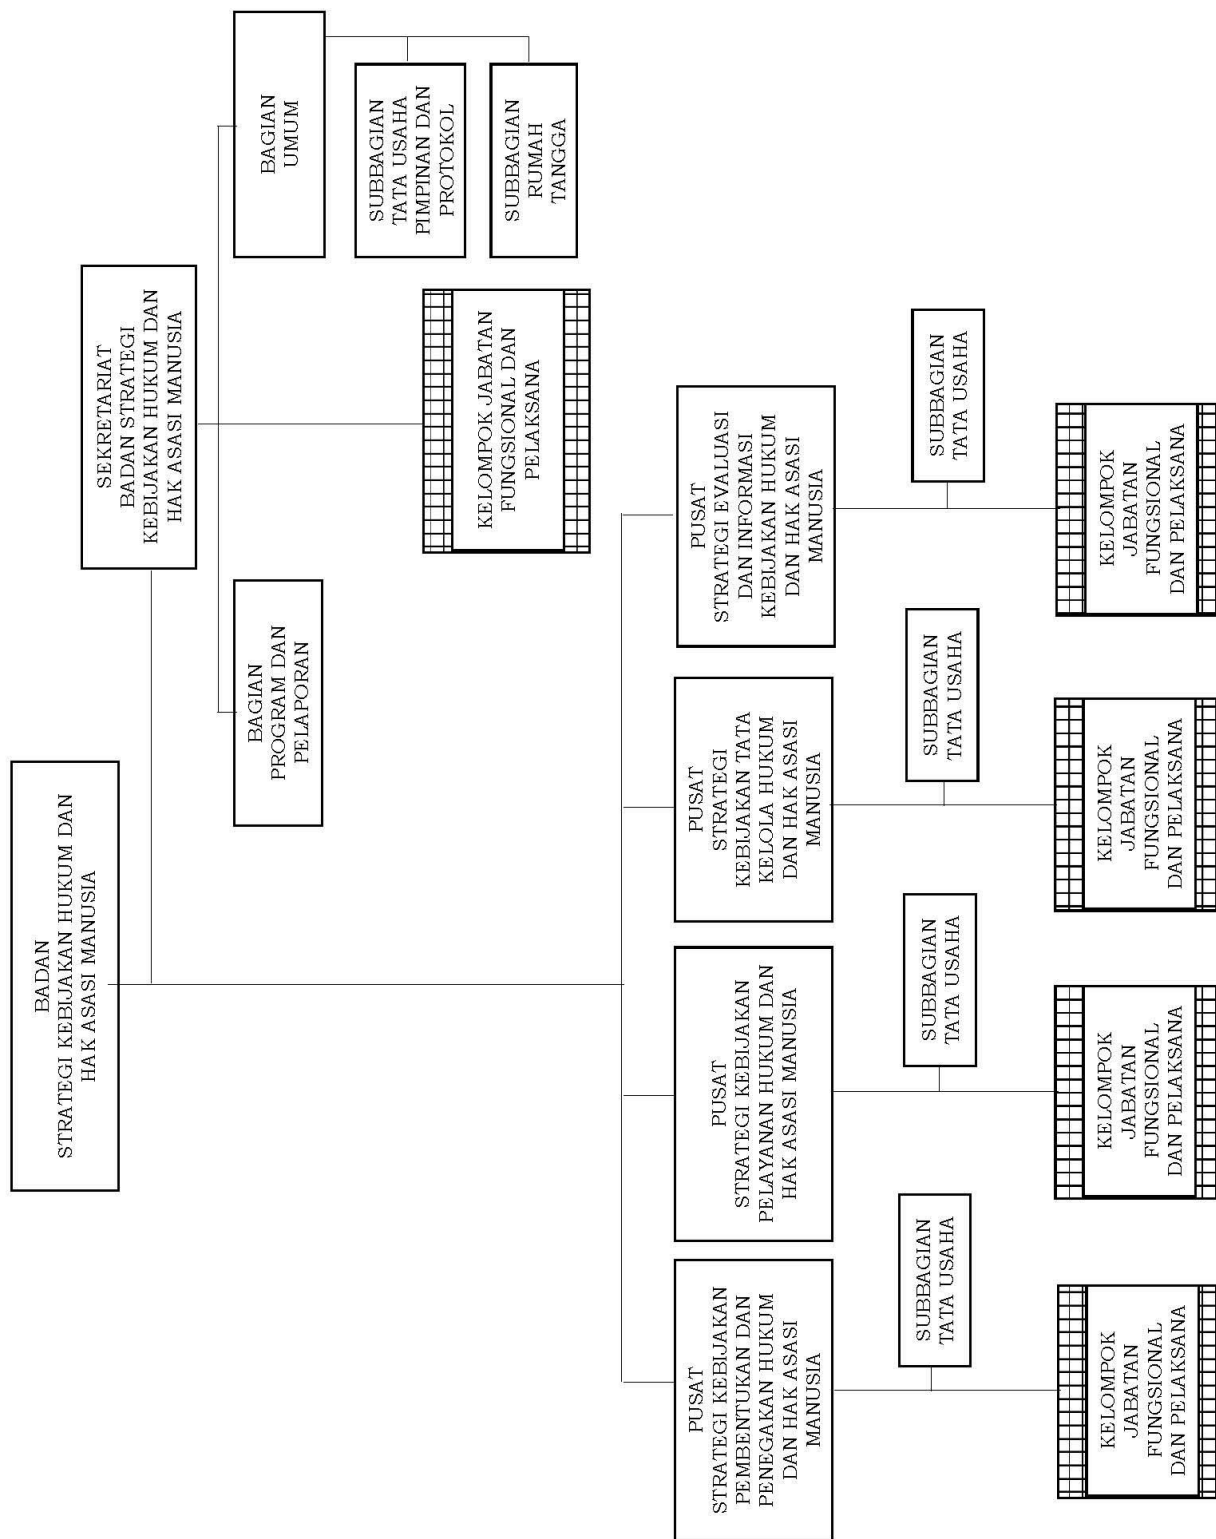 BADAN
STRATEGI KEBIJAKAN HUKUM DAN
HAK ASASI MANUSIA
SEKRETARIAT
BADAN STRATEGI
KEBIJAKAN HUKUM DAN
HAK ASASI MANUSIA
BAGIAN
PROGRAM DAN
PELAPORAN
BAGIAN
UMUM
SUBBAGIAN
TATA USAHA
PIMPINAN DAN
PROTOKOL
SUBBAGIAN
RUMAH
TANGGA
KELOMPOK JABATAN
FUNGSIONAL DAN
PELAKSANA
PUSAT
STRATEGI KEBIJAKAN
PEMBENTUKAN DAN
PENEGAKAN HUKUM
DAN HAK ASASI
MANUSIA
PUSAT
STRATEGI KEBIJAKAN
PELAYANAN HUKUM DAN
HAK ASASI MANUSIA
PUSAT
STRATEGI
KEBIJAKAN TATA
KELOLA HUKUM
DAN HAK ASASI
MANUSIA
PUSAT
STRATEGI EVALUASI
DAN INFORMASI
KEBIJAKAN HUKUM
DAN HAK ASASI
MANUSIA
SUBBAGIAN
TATA USAHA
SUBBAGIAN
TATA USAHA
SUBBAGIAN
TATA USAHA
SUBBAGIAN
TATA USAHA
KELOMPOK
JABATAN
FUNGSIONAL
DAN PELAKSANA
KELOMPOK
JABATAN
FUNGSIONAL
DAN PELAKSANA
KELOMPOK
JABATAN
FUNGSIONAL
DAN PELAKSANA
KELOMPOK
JABATAN
FUNGSIONAL
DAN PELAKSANA